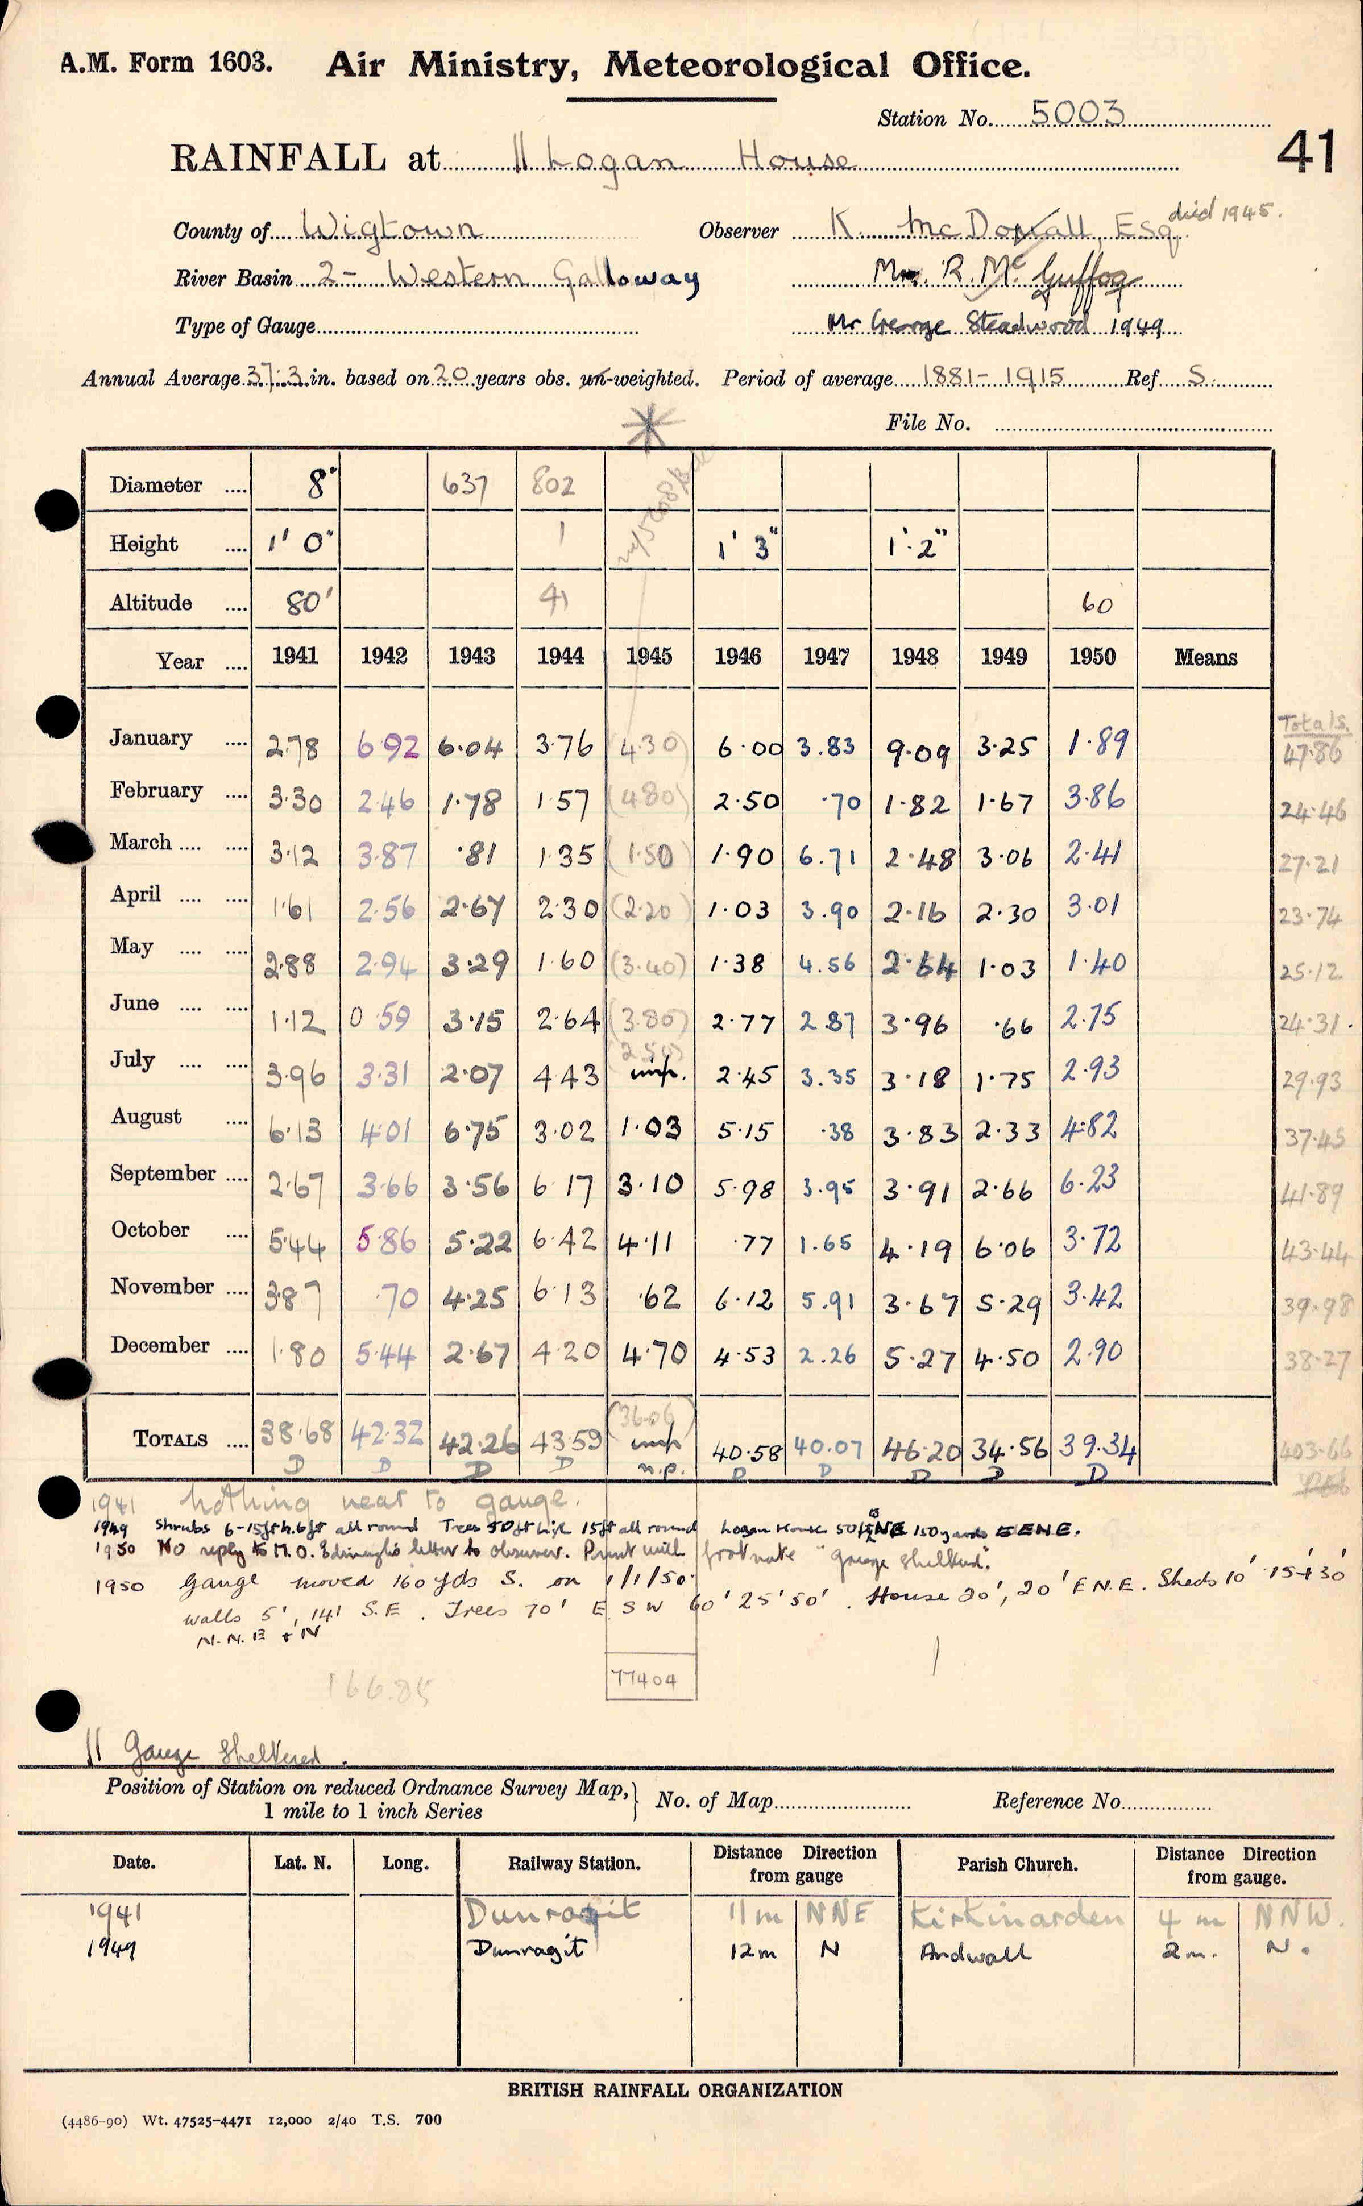 A.M. Form 1603. Air Ministry, Meteorological Office.
Station No. 5003
41
RAINFALL at || Logan House
County of Wigtown Observer K. McDouall, Esq. died 1945.
River Basin 2 - Western Galloway Mr. R. Mc Guffog
Type of Gauge Mr George Steadwood 1949
Annual Average 37.3 in. based on 20 years obs. un-weighted. Period of average 1881-1915 Ref S.
File No.
Diameter .... 8" 637 802
Height .... 1' 0" 1 1' 3" 1' 2"
Altitude .... 80' 41 60
Year .... 1941 1942 1943 1944 1945 1946 1947 1948 1949 1950 Means
Totals
January .... 2.78 6.92 6.04 3.76 (4.30) 6.00 3.83 9.09 3.25 1.89 47.86
February .... 3.30 2.46 1.78 1.57 (4.80) 2.50 .70 1.82 1.67 3.86 24.46
March .... .... 3.12 3.87 .81 1.35 (1.50) 1.90 6.71 2.48 3.06 2.41 27.21
April .... .... 1.61 2.56 2.67 2.30 (2.20) 1.03 3.90 2.16 2.30 3.01 23.74
May .... .... 2.88 2.94 3.29 1.60 (3.40) 1.38 4.56 2.64 1.03 1.40 25.12
June .... .... 1.12 0.59 3.15 2.64 (3.80) 2.77 2.87 3.96 .66 2.75 24.31
July .... .... 3.96 3.31 2.07 4.43 (2.50) imp. 2.45 3.35 3.18 1.75 2.93 29.93
August .... 6.13 4.01 6.75 3.02 1.03 5.15 .38 3.83 2.33 4.82 37.45
September .... 2.67 3.66 3.56 6.17 3.10 5.98 3.95 3.91 2.66 6.23 41.89
October .... 5.44 5.86 5.22 6.42 4.11 .77 1.65 4.19 6.06 3.72 43.44
November .... 3.87 .70 4.25 6.13 .62 6.12 5.91 3.67 5.29 3.42 39.98
December .... 1.80 5.44 2.67 4.20 4.70 4.53 2.26 5.27 4.50 2.90 38.27
TOTALS .... 38.68 42.32 42.26 43.59 (36.06) imp 40.58 40.07 46.20 34.56 39.34 403.66
D D D D n.p. D D D D D
1941 Nothing near to gauge.
1949 Shrubs 6-15ft h. 6ft all round Trees 50ft high 15ft all round Logan House 50ft 150 yards ENE.
1950 No reply to M.O. Edinburgh's letter to observer. Print with footnote "gauge sheltered".
1950 Gauge moved 160 yds S. on 1/1/50. House 30', 20' E.N.E. Sheds 10' 15' + 30'
walls 5', 14' S.E. Trees 70' E S W 60' 25' 50'.
N.N.E + N
166.85
77404
|| Gauge Sheltered.
Position of Station on reduced Ordnance Survey Map,
1 mile to 1 inch Series
No. of Map Reference No.
Date. Lat. N. Long. Railway Station. Distance Direction from gauge Parish Church. Distance Direction from gauge.
1941 Dunragit 11 m NNE Kirkinarden 4 m NNW.
1949 Dunragit 12 m N Andwall 2 m. N.
BRITISH RAINFALL ORGANIZATION
(4486-90) Wt. 47525-4471 12,000 2/40 T.S. 700